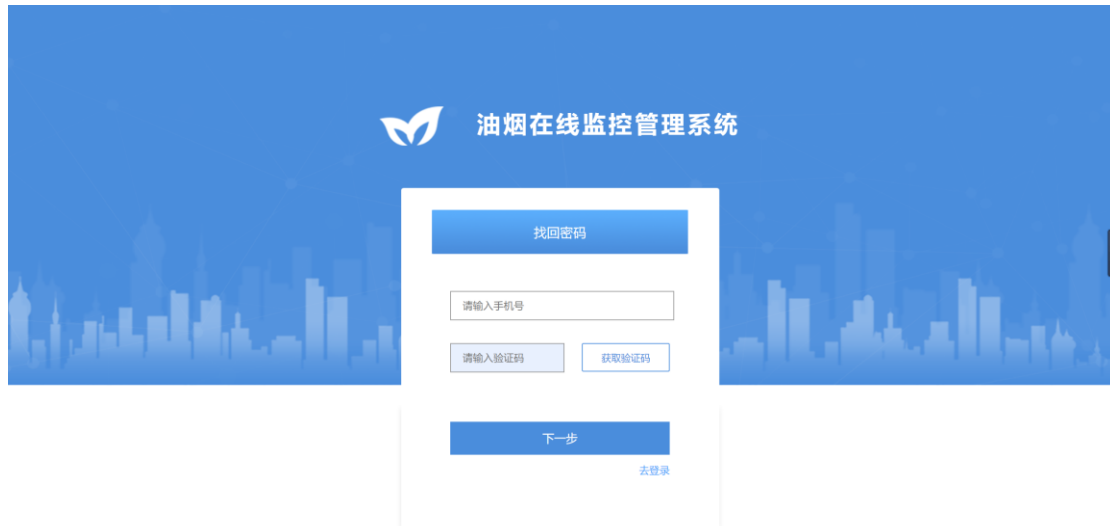 油烟在线监控管理系统
找回密码
请输入手机号
请输入验证码 获取验证码
下一步
去登录